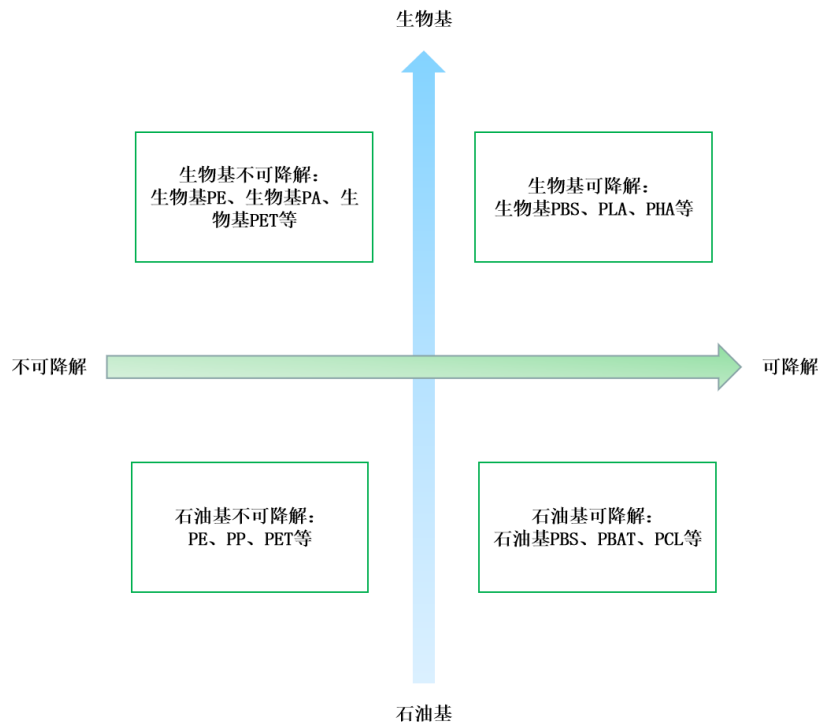 生物基
生物基不可降解：
生物基PE、生物基PA、生
物基PET等
生物基可降解：
生物基PBS、PLA、PHA等
不可降解
可降解
石油基不可降解：
PE、PP、PET等
石油基可降解：
石油基PBS、PBAT、PCL等
石油基